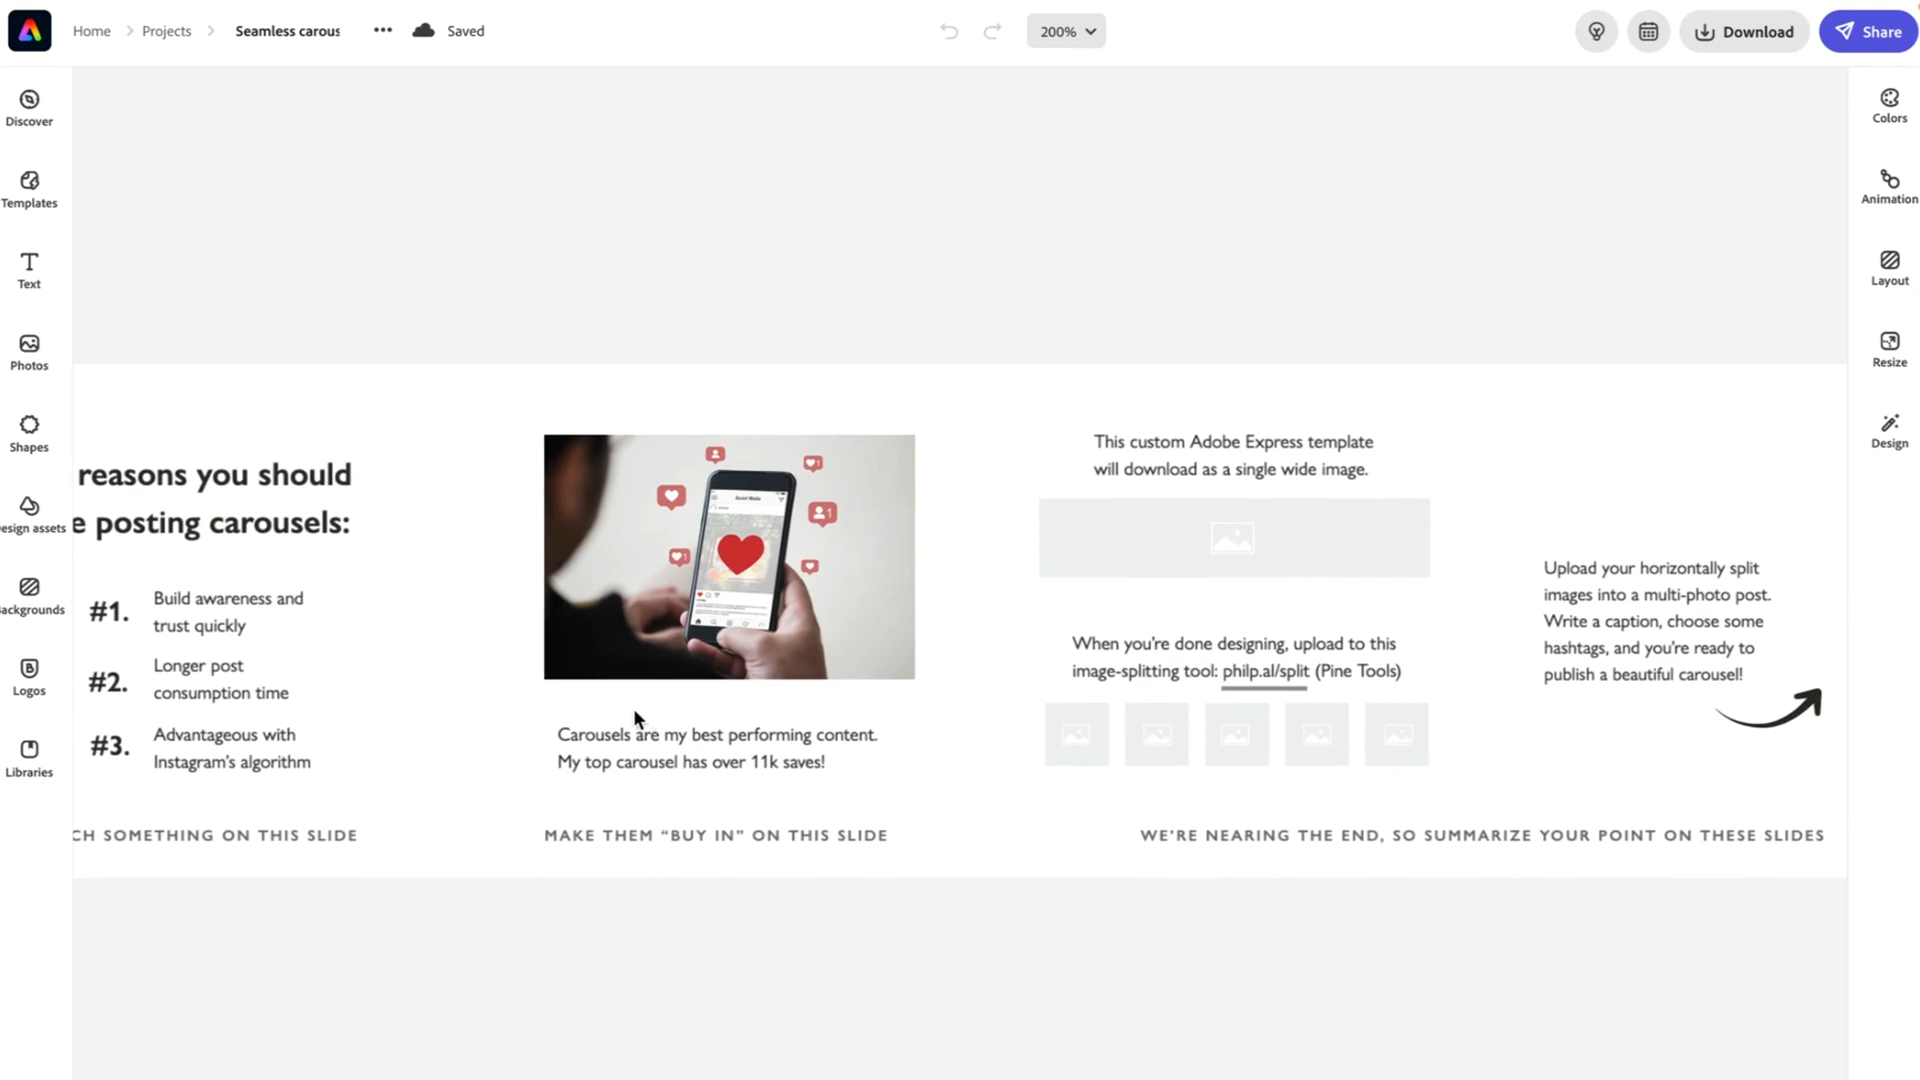 Home
Projects
Seamless carous
Saved
200%
Download
Share
Discover
Templates
Text
Photos
Shapes
esign assets
ackgrounds
Logos
Libraries
Colors
Animation
Layout
Resize
Design
reasons you should
e posting carousels:
#1.
Build awareness and
trust quickly
#2.
Longer post
consumption time
#3.
Advantageous with
Instagram's algorithm
CH SOMETHING ON THIS SLIDE
Social Media
Carousels are my best performing content.
My top carousel has over 11k saves!
MAKE THEM “BUY IN” ON THIS SLIDE
This custom Adobe Express template
will download as a single wide image.
When you're done designing, upload to this
image-splitting tool: philp.al/split (Pine Tools)
Upload your horizontally split
images into a multi-photo post.
Write a caption, choose some
hashtags, and you're ready to
publish a beautiful carousel!
WE'RE NEARING THE END, SO SUMMARIZE YOUR POINT ON THESE SLIDES